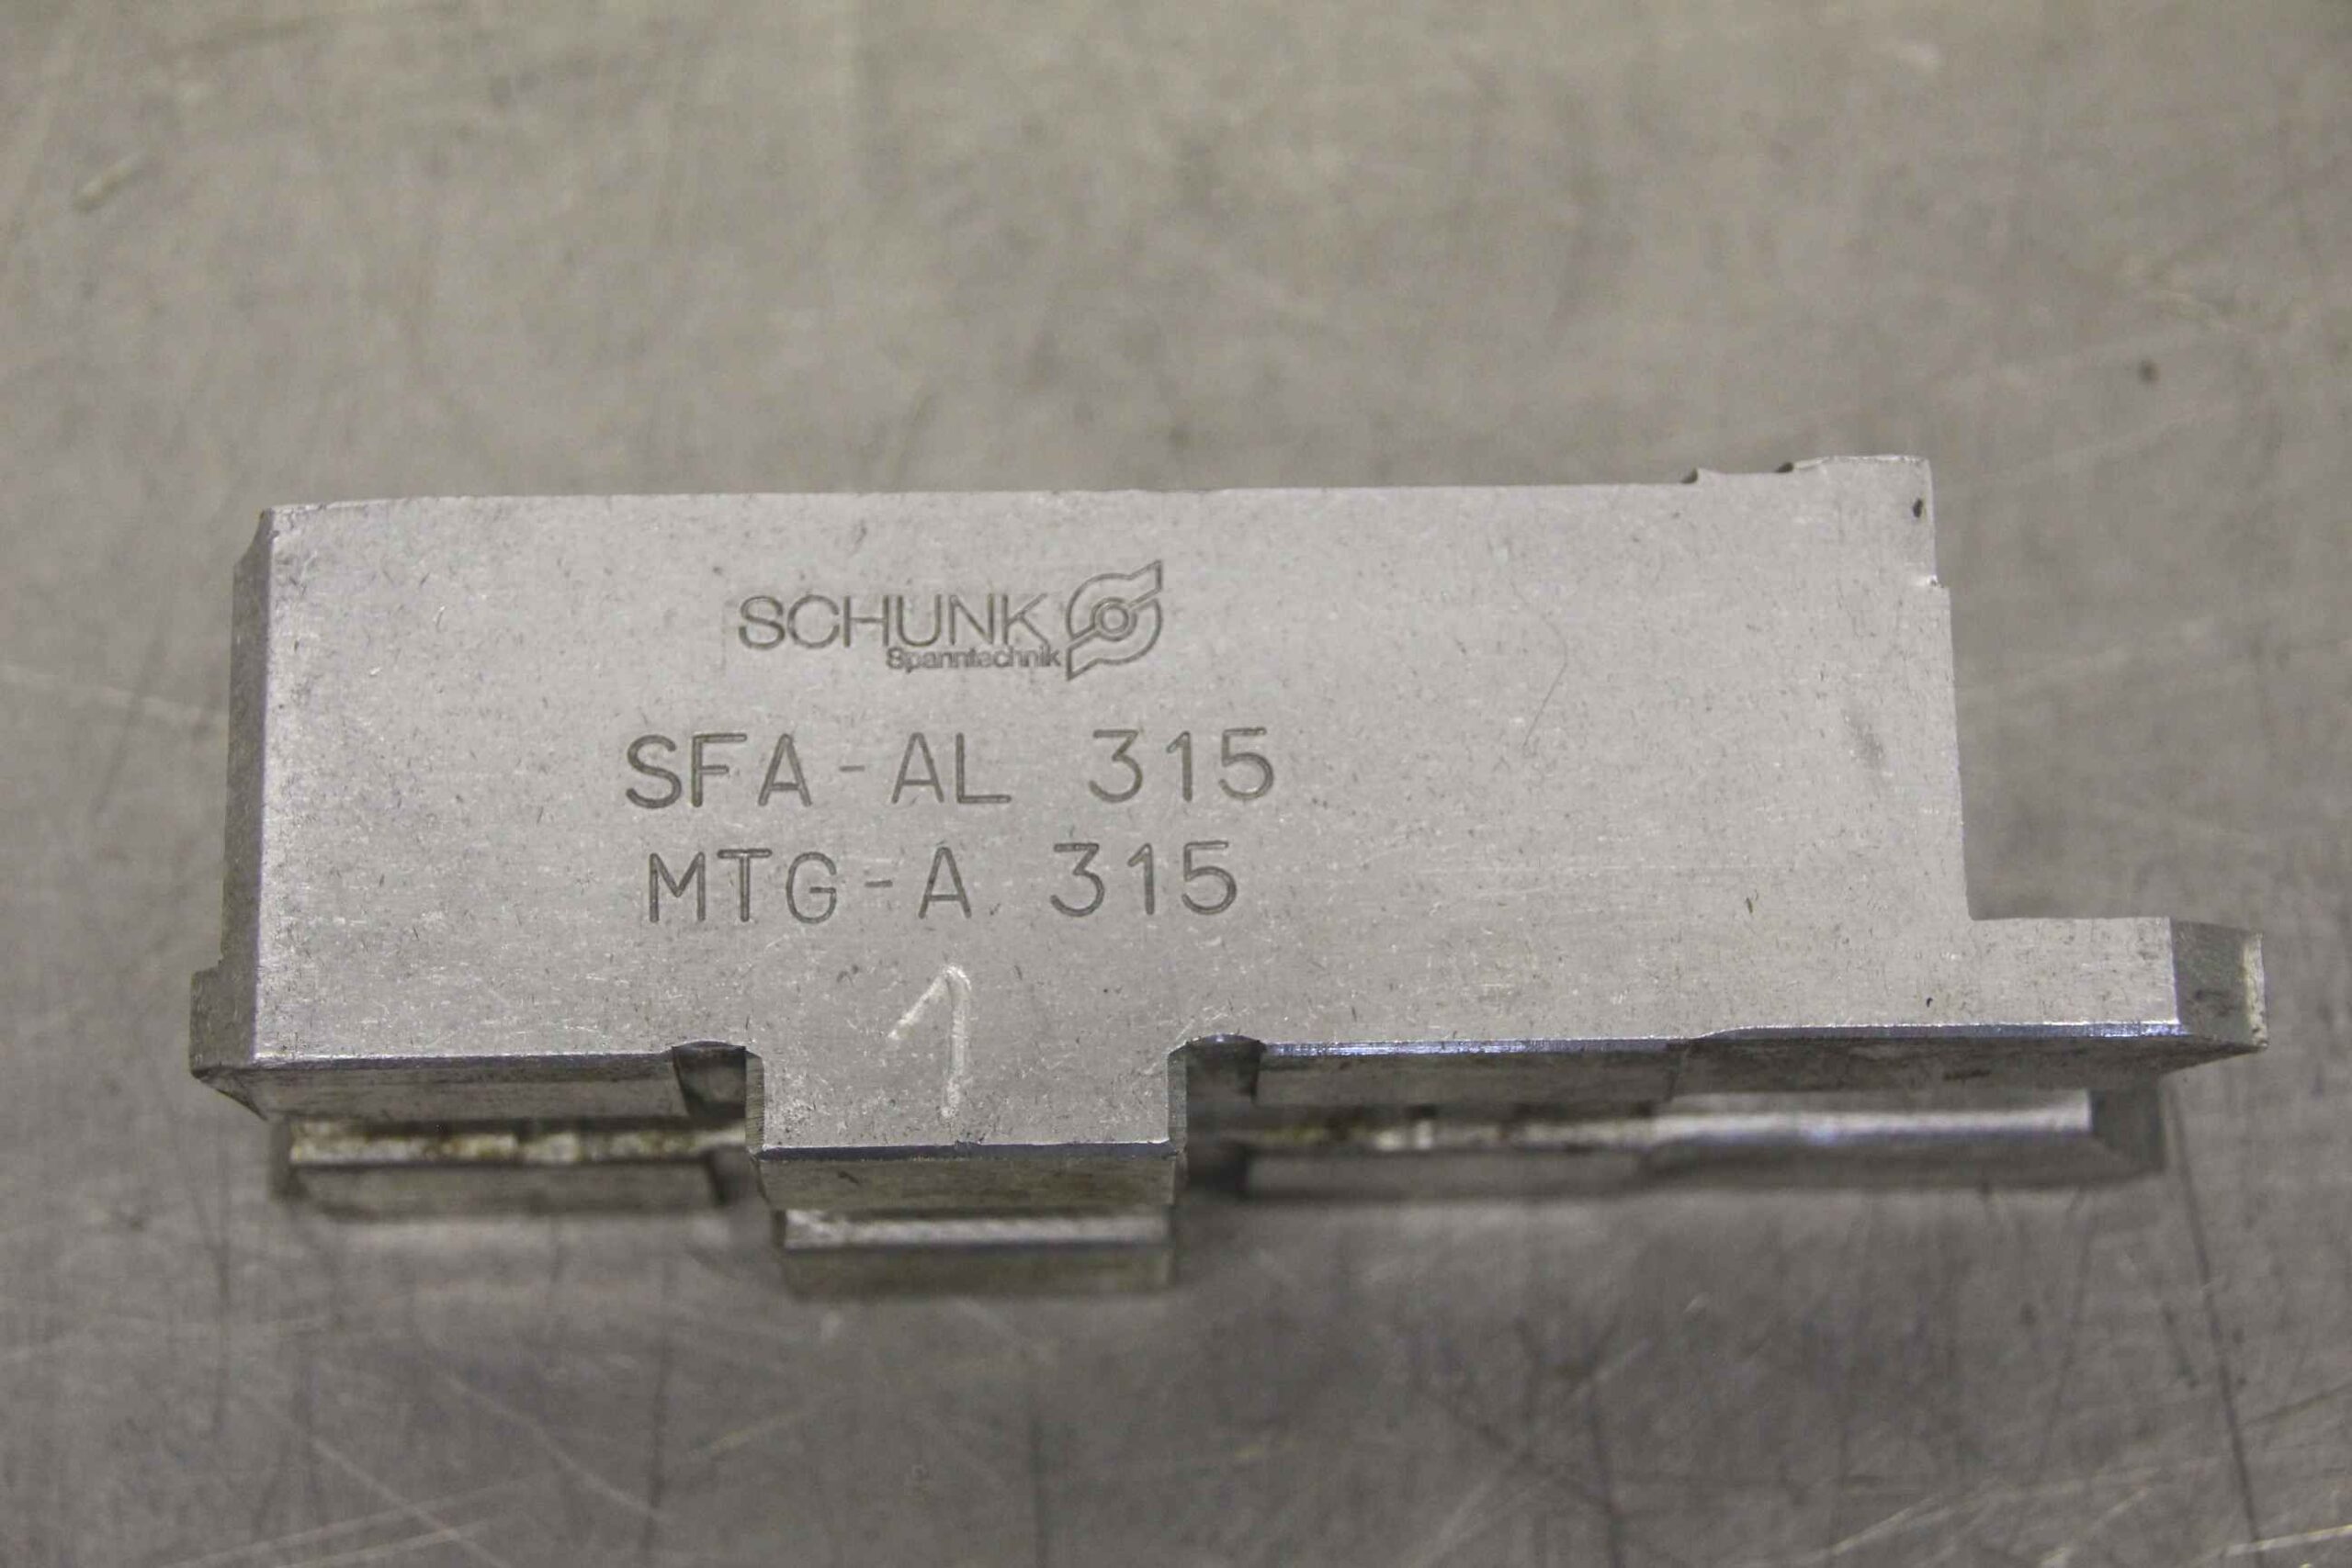 SCHUNK
Spanntechnik
SFA-AL 315
MTG-A 315
1